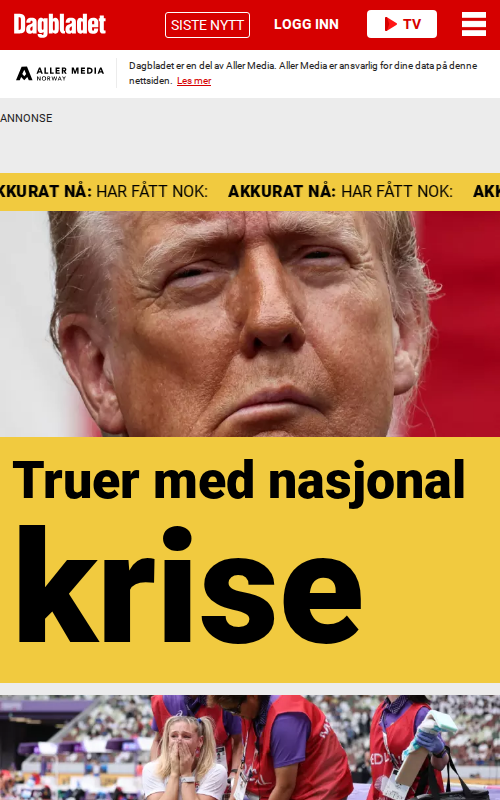 Dagbladet
SISTE NYTT
LOGG INN
TV
ALLER MEDIA
NORWAY
Dagbladet er en del av Aller Media. Aller Media er ansvarlig for dine data på denne
nettsiden. Les mer
ANNONSE
KKURAT NÅ: HAR FÅTT NOK: AKKURAT NÅ: HAR FÅTT NOK: AKK
Truer med nasjonal
krise